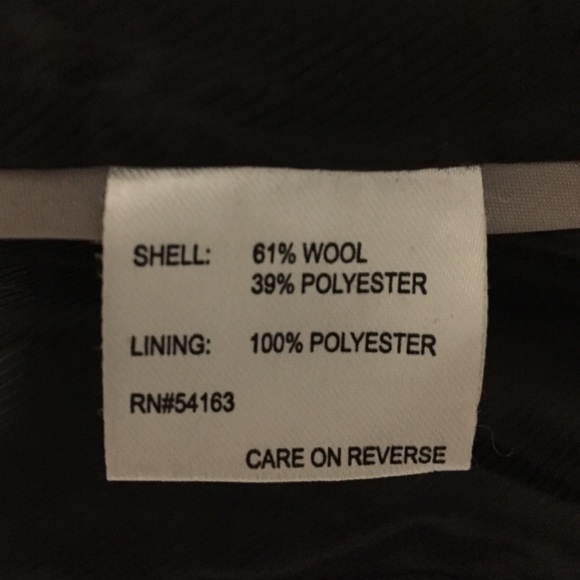 SHELL: 61% WOOL
39% POLYESTER
LINING: 100% POLYESTER
RN#54163
CARE ON REVERSE